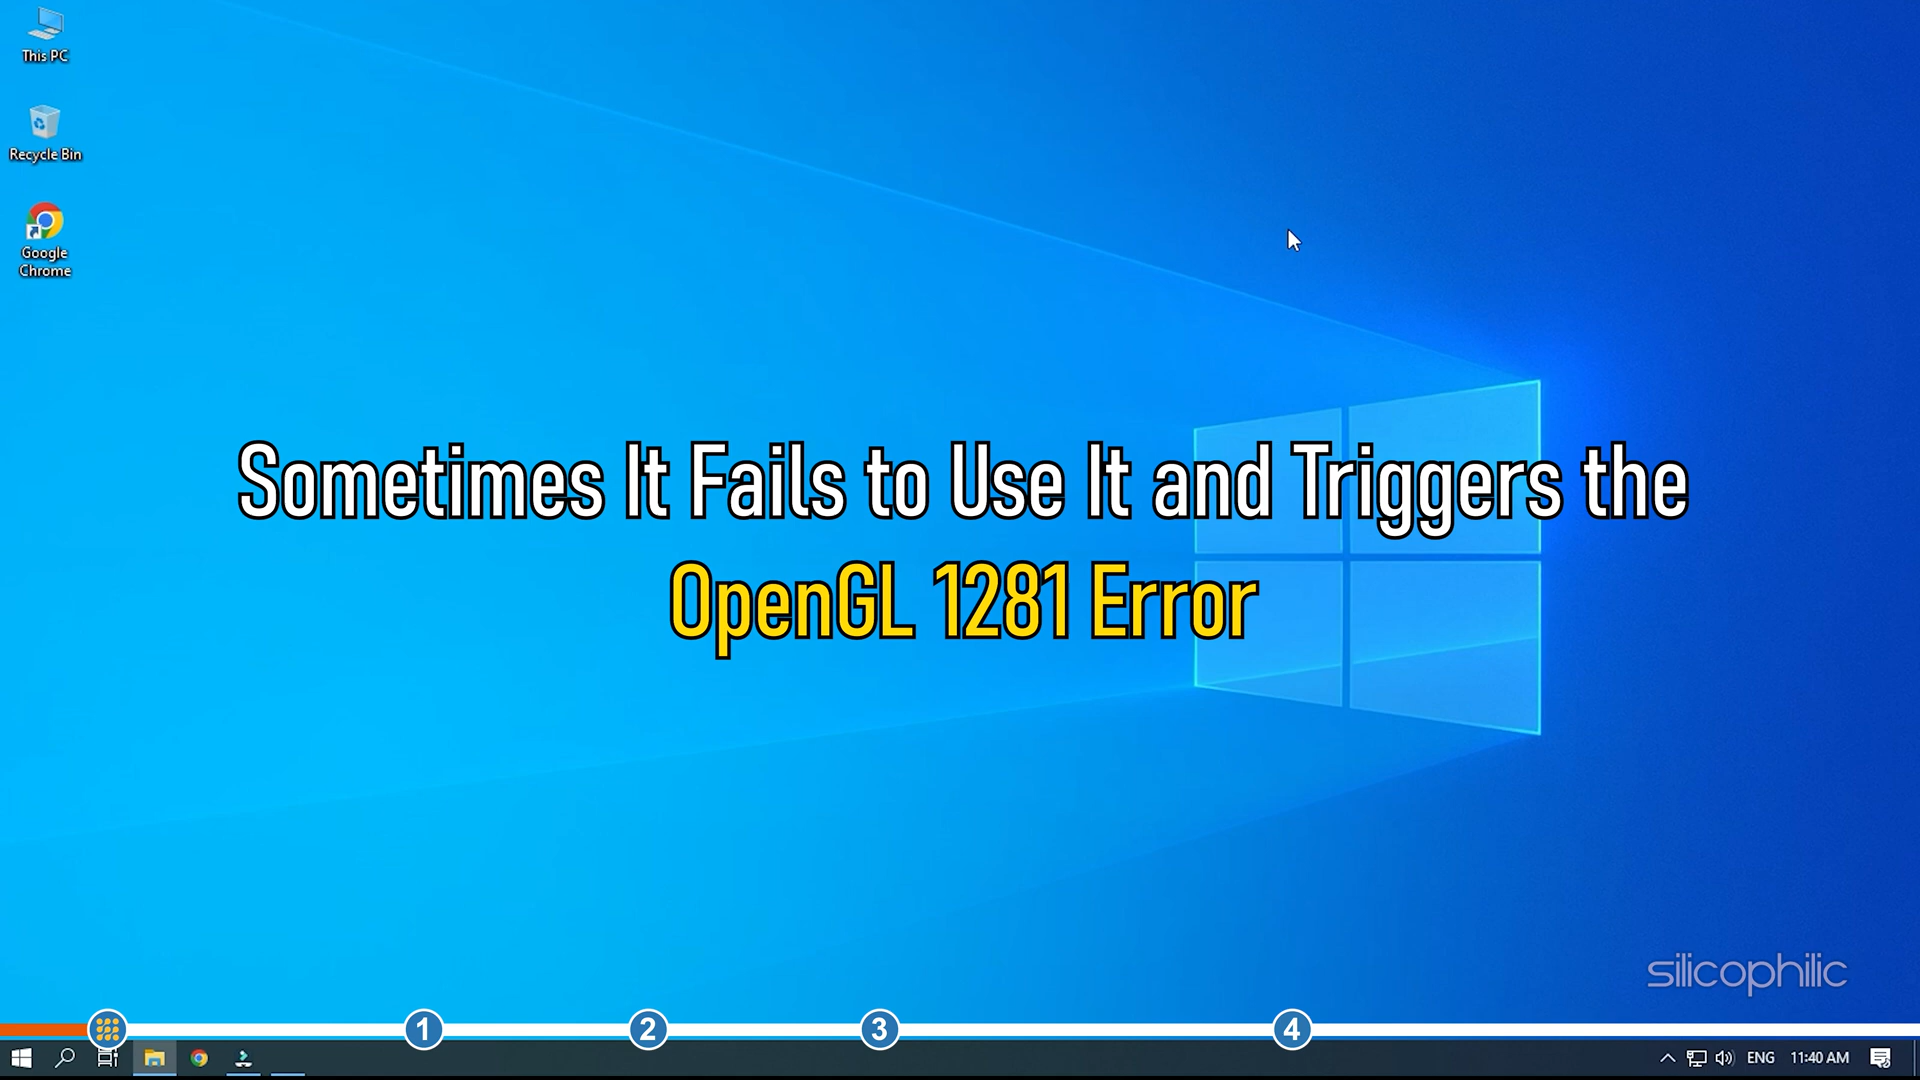 This PC
Recycle Bin
Google
Chrome
Sometimes It Fails to Use It and Triggers the
OpenGL 1281 Error
silicophilic
1
2
3
4
ENG
11:40 AM